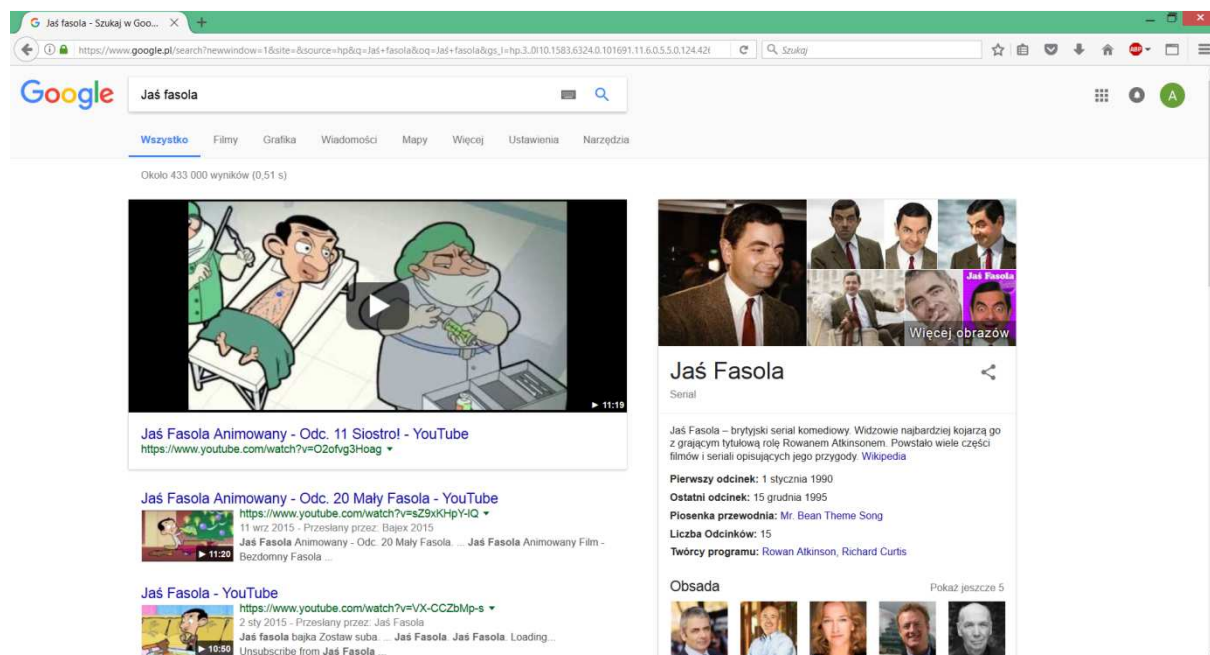 Jaś fasola - Szukaj w Goo...
https://www.google.pl/search?newwindow=1&site=&source=hp&q=Jaś+fasola&oq=Jaś+fasola&gs_l=hp.3..0l10.1583.6324.0.101691.11.6.0.5.5.0.124.426
Szukaj
ABP
Google
Jaś fasola
A
Wszystko Filmy Grafika Wiadomości Mapy Więcej Ustawienia Narzędzia
Około 433 000 wyników (0,51 s)
11:19
Jaś Fasola Animowany - Odc. 11 Siostro! - YouTube
https://www.youtube.com/watch?v=O2ofvg3Hoag
Jaś Fasola Animowany - Odc. 20 Mały Fasola - YouTube
https://www.youtube.com/watch?v=sZ9xKHpY-IQ
11 wrz 2015 - Przesłany przez: Bajex 2015
Jaś Fasola Animowany - Odc. 20 Mały Fasola. ... Jaś Fasola Animowany Film -
Bezdomny Fasola ...
11:20
Jaś Fasola - YouTube
https://www.youtube.com/watch?v=VX-CCZbMp-s
2 sty 2015 - Przesłany przez: Jaś Fasola
Jaś fasola bajka Zostaw suba. ... Jaś Fasola. Jaś Fasola. Loading...
Unsubscribe from Jaś Fasola ...
10:50
Jaś Fasola
Więcej obrazów
Jaś Fasola
Serial
Jaś Fasola – brytyjski serial komediowy. Widzowie najbardziej kojarzą go
z grającym tytułową rolę Rowanem Atkinsonem. Powstało wiele części
filmów i seriali opisujących jego przygody. Wikipedia
Pierwszy odcinek: 1 stycznia 1990
Ostatni odcinek: 15 grudnia 1995
Piosenka przewodnia: Mr. Bean Theme Song
Liczba Odcinków: 15
Twórcy programu: Rowan Atkinson, Richard Curtis
Obsada
Pokaż jeszcze 5